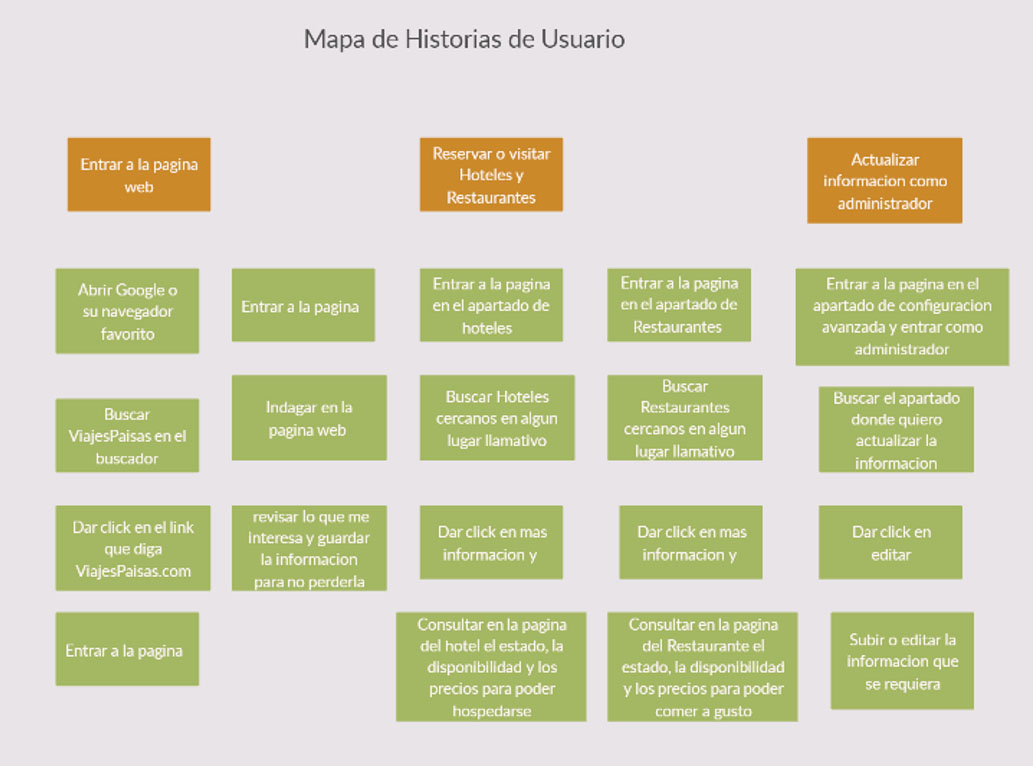 Mapa de Historias de Usuario
Entrar a la pagina
web
Reservar o visitar
Hoteles y
Restaurantes
Actualizar
informacion como
administrador
Abrir Google o
su navegador
favorito
Entrar a la pagina
Entrar a la pagina
en el apartado de
hoteles
Entrar a la pagina
en el apartado de
Restaurantes
Entrar a la pagina en el
apartado de configuracion
avanzada y entrar como
administrador
Buscar
ViajesPaisas en el
buscador
Indagar en la
pagina web
Buscar Hoteles
cercanos en algun
lugar llamativo
Buscar
Restaurantes
cercanos en algun
lugar llamativo
Buscar el apartado
donde quiero
actualizar la
informacion
Dar click en el link
que diga
ViajesPaisas.com
revisar lo que me
interesa y guardar
la informacion
para no perderla
Dar click en mas
informacion y
Dar click en mas
informacion y
Dar click en
editar
Entrar a la pagina
Consultar en la pagina
del hotel el estado, la
disponibilidad y los
precios para poder
hospedarse
Consultar en la pagina
del Restaurante el
estado, la disponibilidad
y los precios para poder
comer a gusto
Subir o editar la
informacion que
se requiera